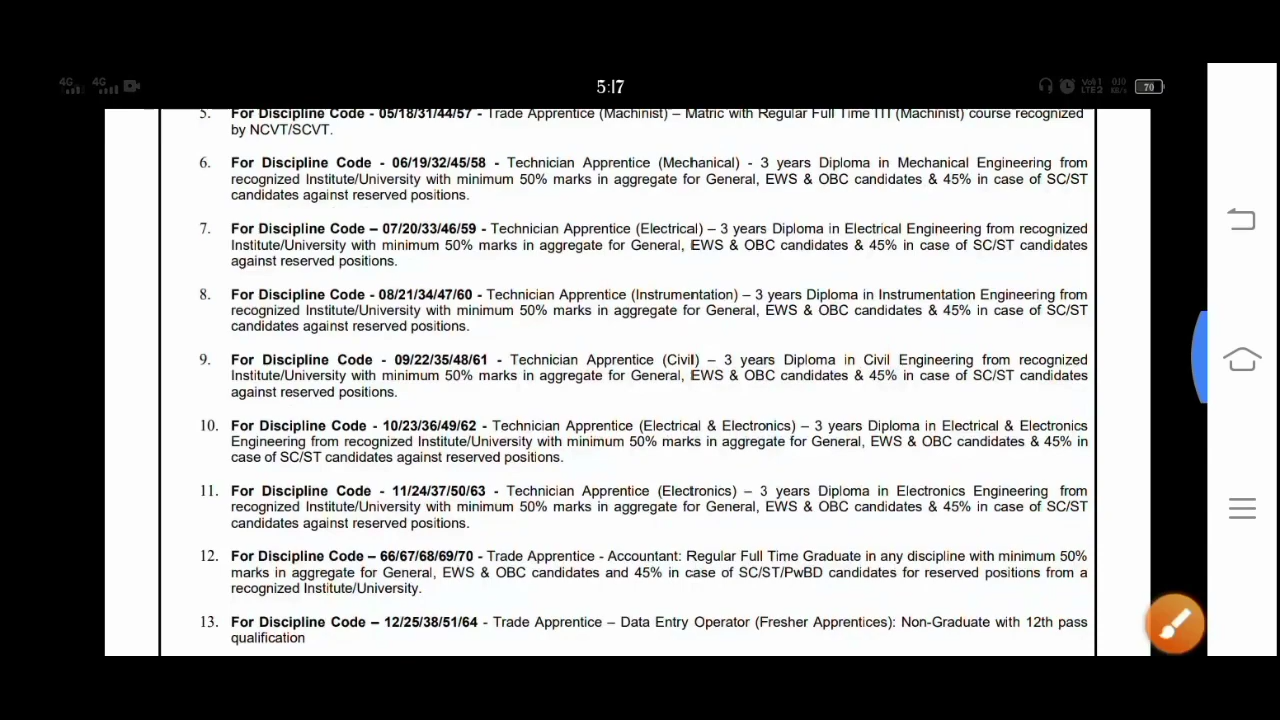 4G 4G 5:17 70
5. For Discipline Code - 05/18/31/44/57 - Trade Apprentice (Machinist) – Matric with Regular Full Time ITI (Machinist) course recognized
by NCVT/SCVT.
6. For Discipline Code - 06/19/32/45/58 - Technician Apprentice (Mechanical) - 3 years Diploma in Mechanical Engineering from
recognized Institute/University with minimum 50% marks in aggregate for General, EWS & OBC candidates & 45% in case of SC/ST
candidates against reserved positions.
7. For Discipline Code – 07/20/33/46/59 - Technician Apprentice (Electrical) – 3 years Diploma in Electrical Engineering from recognized
Institute/University with minimum 50% marks in aggregate for General, EWS & OBC candidates & 45% in case of SC/ST candidates
against reserved positions.
8. For Discipline Code - 08/21/34/47/60 - Technician Apprentice (Instrumentation) – 3 years Diploma in Instrumentation Engineering from
recognized Institute/University with minimum 50% marks in aggregate for General, EWS & OBC candidates & 45% in case of SC/ST
candidates against reserved positions.
9. For Discipline Code - 09/22/35/48/61 - Technician Apprentice (Civil) – 3 years Diploma in Civil Engineering from recognized
Institute/University with minimum 50% marks in aggregate for General, EWS & OBC candidates & 45% in case of SC/ST candidates
against reserved positions.
10. For Discipline Code - 10/23/36/49/62 - Technician Apprentice (Electrical & Electronics) – 3 years Diploma in Electrical & Electronics
Engineering from recognized Institute/University with minimum 50% marks in aggregate for General, EWS & OBC candidates & 45% in
case of SC/ST candidates against reserved positions.
11. For Discipline Code - 11/24/37/50/63 - Technician Apprentice (Electronics) – 3 years Diploma in Electronics Engineering from
recognized Institute/University with minimum 50% marks in aggregate for General, EWS & OBC candidates & 45% in case of SC/ST
candidates against reserved positions.
12. For Discipline Code – 66/67/68/69/70 - Trade Apprentice - Accountant: Regular Full Time Graduate in any discipline with minimum 50%
marks in aggregate for General, EWS & OBC candidates and 45% in case of SC/ST/PwBD candidates for reserved positions from a
recognized Institute/University.
13. For Discipline Code – 12/25/38/51/64 - Trade Apprentice – Data Entry Operator (Fresher Apprentices): Non-Graduate with 12th pass
qualification